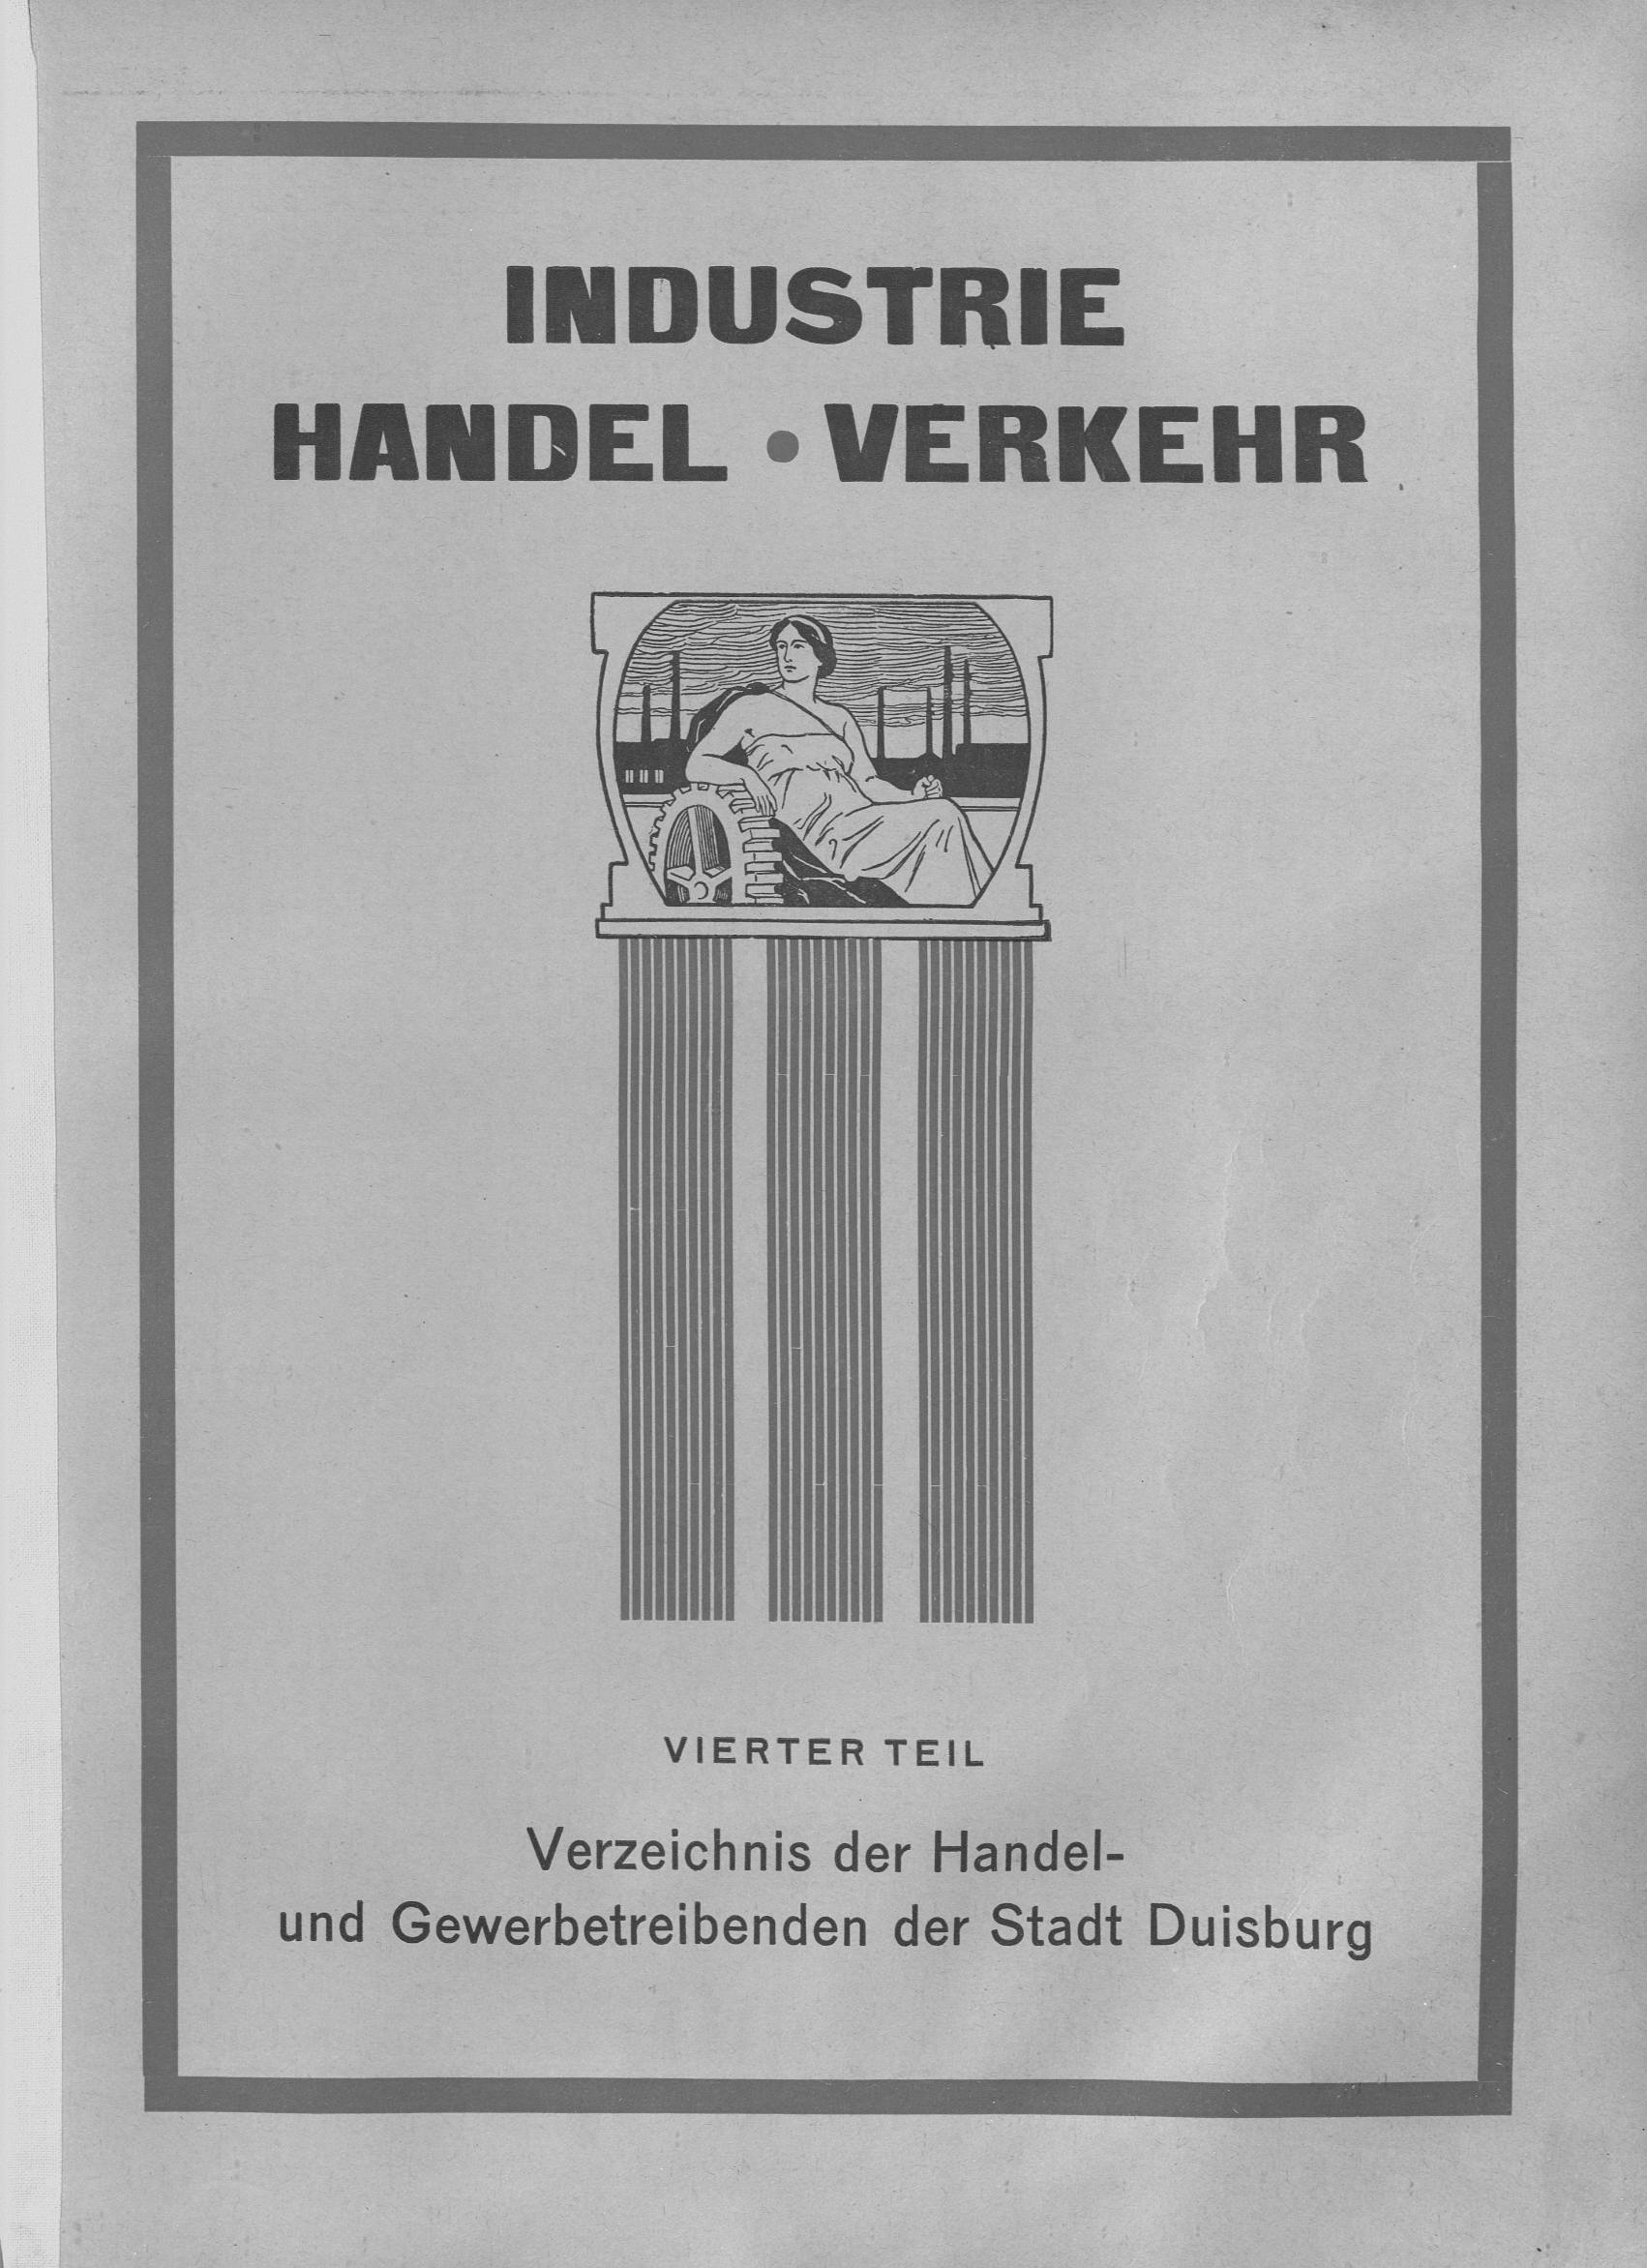 INDUSTRIE
HANDEL • VERKEHR
VIERTER TEIL
Verzeichnis der Handel-
und Gewerbetreibenden der Stadt Duisburg